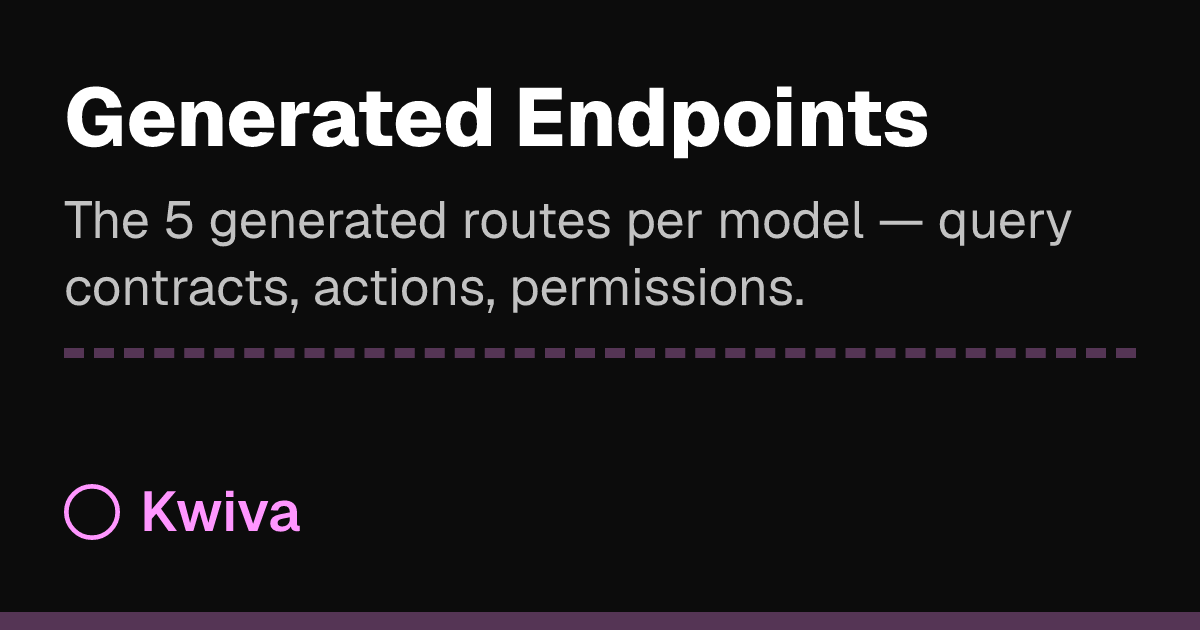 Generated Endpoints
The 5 generated routes per model — query
contracts, actions, permissions.
Kwiva